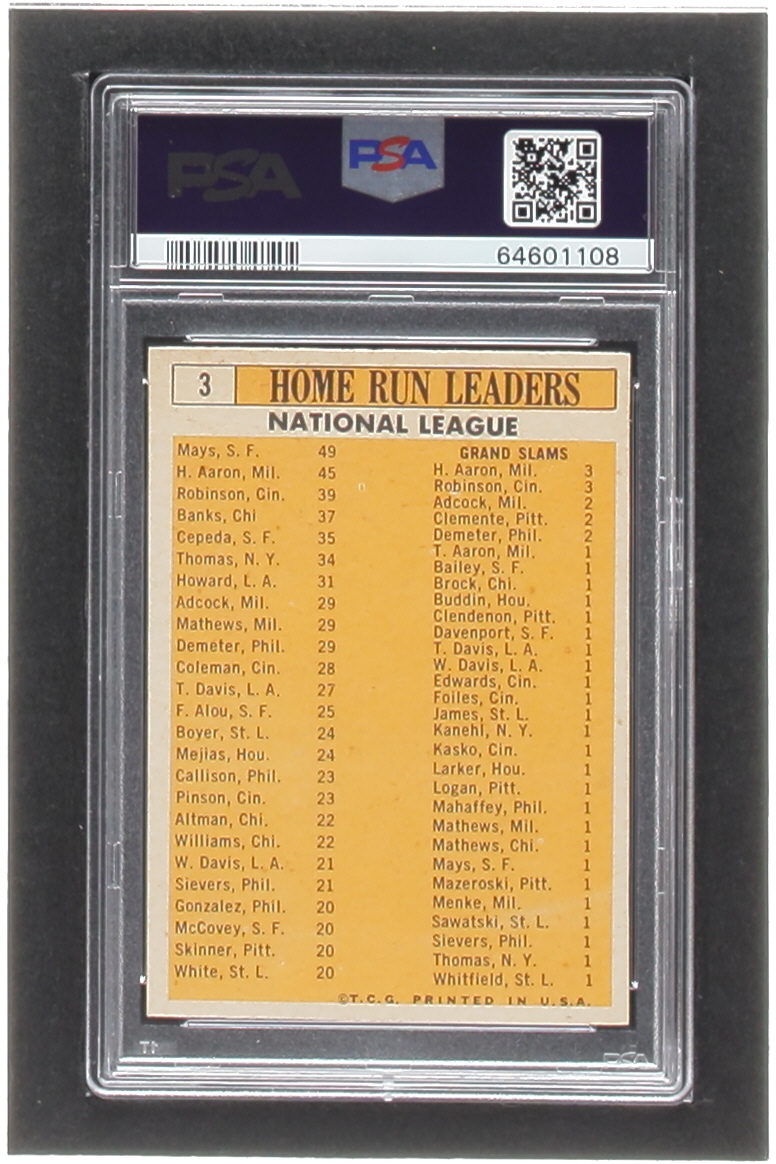 PSA
PSA
64601108
3 HOME RUN LEADERS
NATIONAL LEAGUE
Mays, S. F. 49
H. Aaron, Mil. 45
Robinson, Cin. 39
Banks, Chi 37
Cepeda, S. F. 35
Thomas, N. Y. 34
Howard, L. A. 31
Adcock, Mil. 29
Mathews, Mil. 29
Demeter, Phil. 29
Coleman, Cin. 28
T. Davis, L. A. 27
F. Alou, S. F. 25
Boyer, St. L. 24
Mejias, Hou. 24
Callison, Phil. 23
Pinson, Cin. 23
Altman, Chi. 22
Williams, Chi. 22
W. Davis, L. A. 21
Sievers, Phil. 21
Gonzalez, Phil. 20
McCovey, S. F. 20
Skinner, Pitt. 20
White, St. L. 20
GRAND SLAMS
H. Aaron, Mil. 3
Robinson, Cin. 3
Adcock, Mil. 2
Clemente, Pitt. 2
Demeter, Phil. 2
T. Aaron, Mil. 1
Bailey, S. F. 1
Brock, Chi. 1
Buddin, Hou. 1
Clendenon, Pitt. 1
Davenport, S. F. 1
T. Davis, L. A. 1
W. Davis, L. A. 1
Edwards, Cin. 1
Foiles, Cin. 1
James, St. L. 1
Kanehl, N. Y. 1
Kasko, Cin. 1
Larker, Hou. 1
Logan, Pitt. 1
Mahaffey, Phil. 1
Mathews, Mil. 1
Mathews, Chi. 1
Mays, S. F. 1
Mazeroski, Pitt. 1
Menke, Mil. 1
Sawatski, St. L. 1
Sievers, Phil. 1
Thomas, N. Y. 1
Whitfield, St. L. 1
©T.C.G. PRINTED IN U.S.A.
PSA